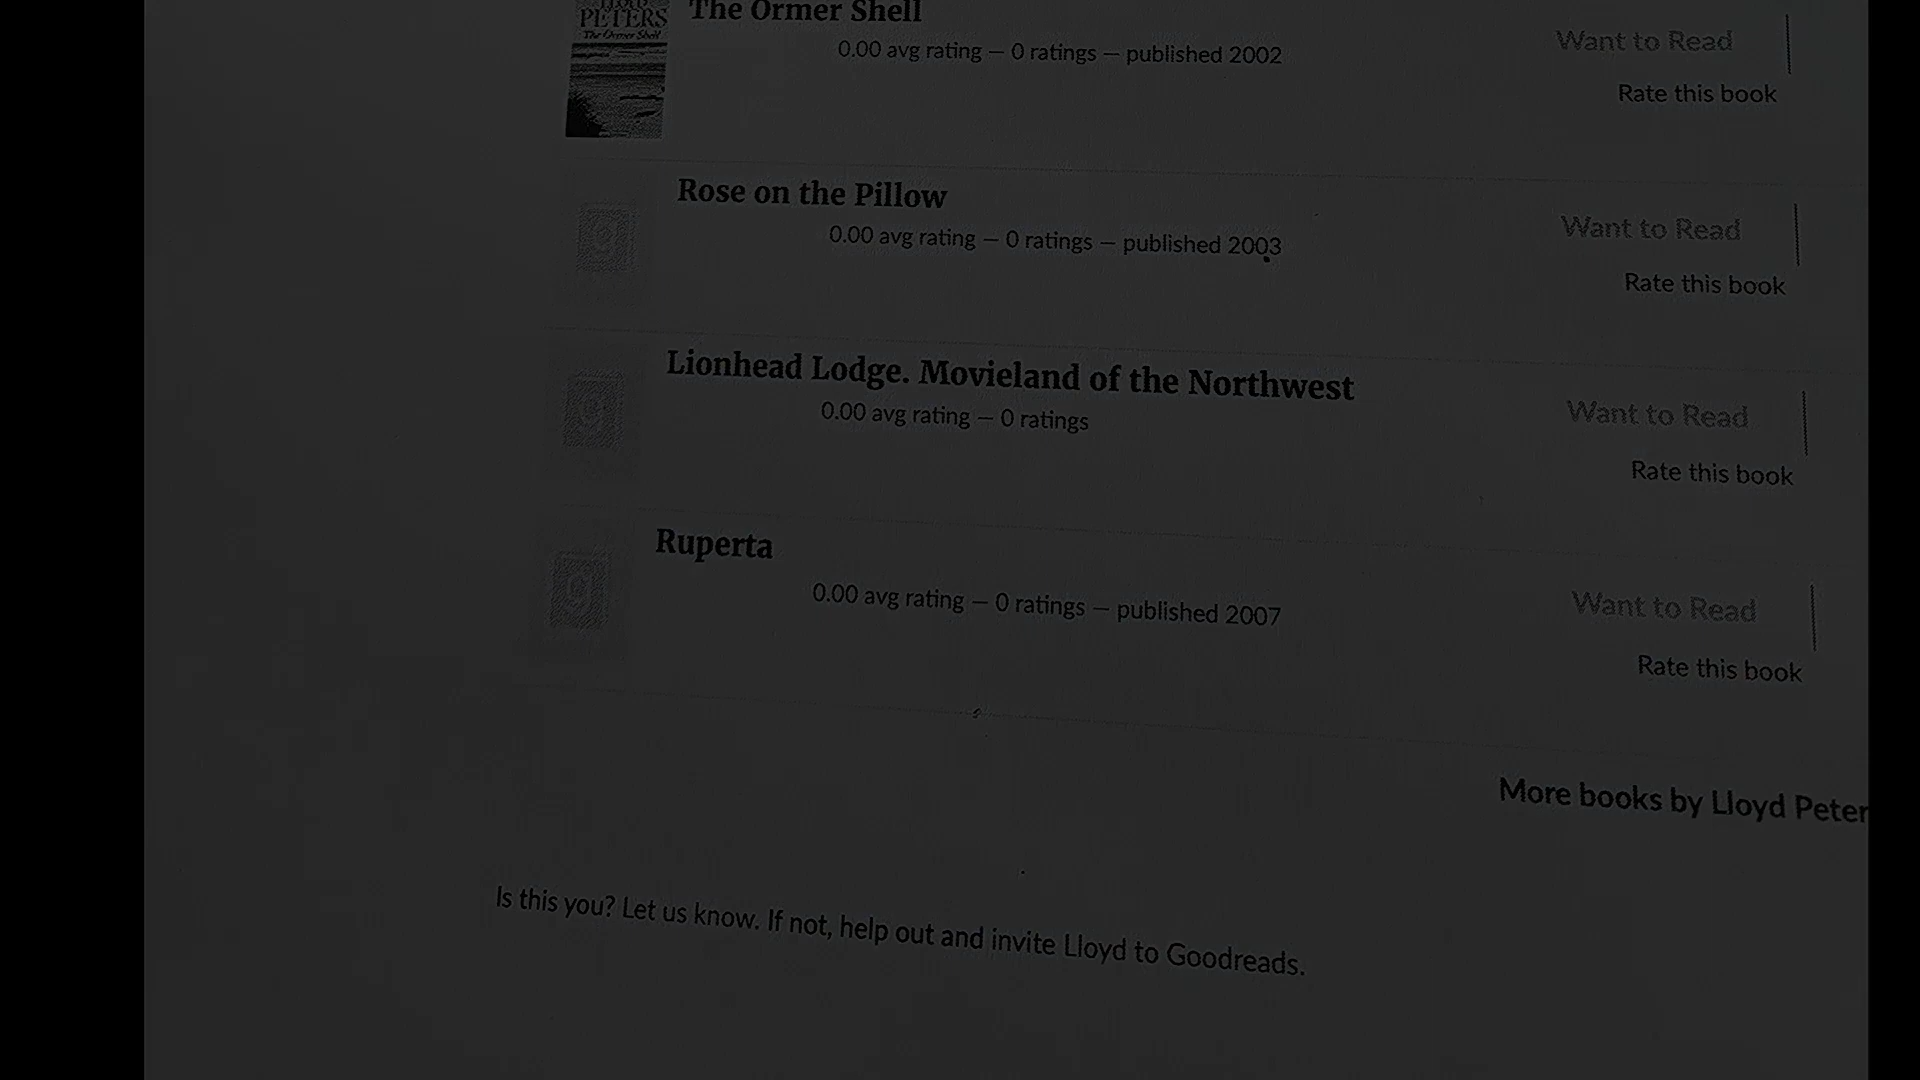 PETERS
The Ormer Shell
The Ormer Shell
0.00 avg rating — 0 ratings — published 2002
Want to Read
Rate this book
Rose on the Pillow
0.00 avg rating — 0 ratings — published 2003
Want to Read
Rate this book
Lionhead Lodge. Movieland of the Northwest
0.00 avg rating — 0 ratings
Want to Read
Rate this book
Ruperta
0.00 avg rating — 0 ratings — published 2007
Want to Read
Rate this book
More books by Lloyd Peter
Is this you? Let us know. If not, help out and invite Lloyd to Goodreads.